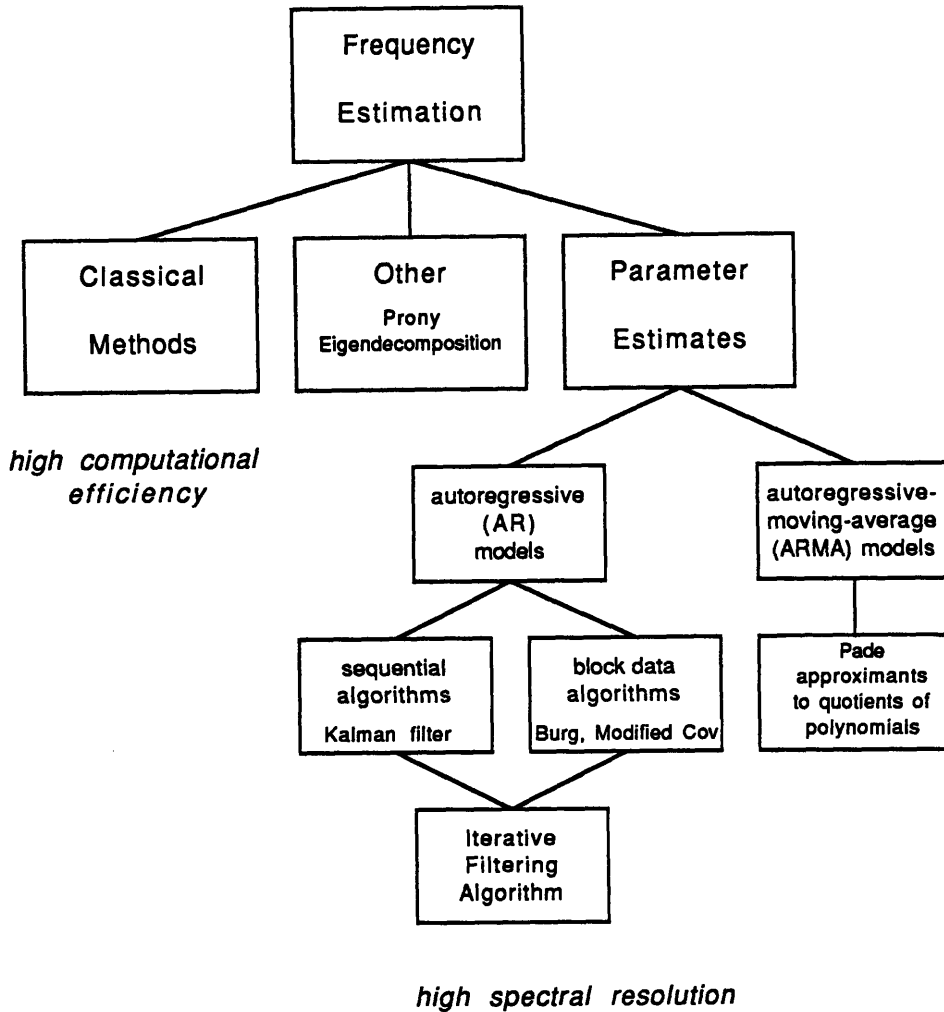 Frequency
Estimation
Classical
Methods
Other
Prony
Eigendecomposition
Parameter
Estimates
high computational
efficiency
autoregressive
(AR)
models
autoregressive-
moving-average
(ARMA) models
sequential
algorithms
Kalman filter
block data
algorithms
Burg, Modified Cov
Pade
approximants
to quotients of
polynomials
Iterative
Filtering
Algorithm
high spectral resolution